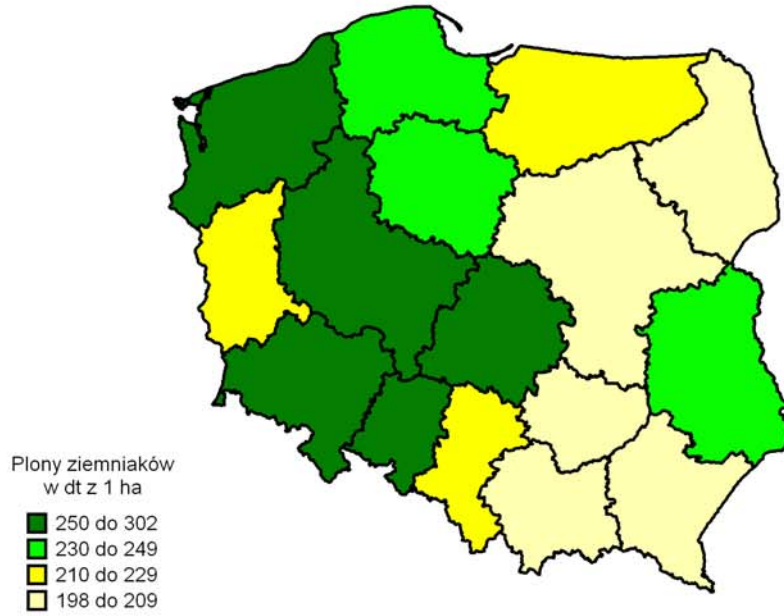 Plony ziemniaków
w dt z 1 ha
250 do 302
230 do 249
210 do 229
198 do 209